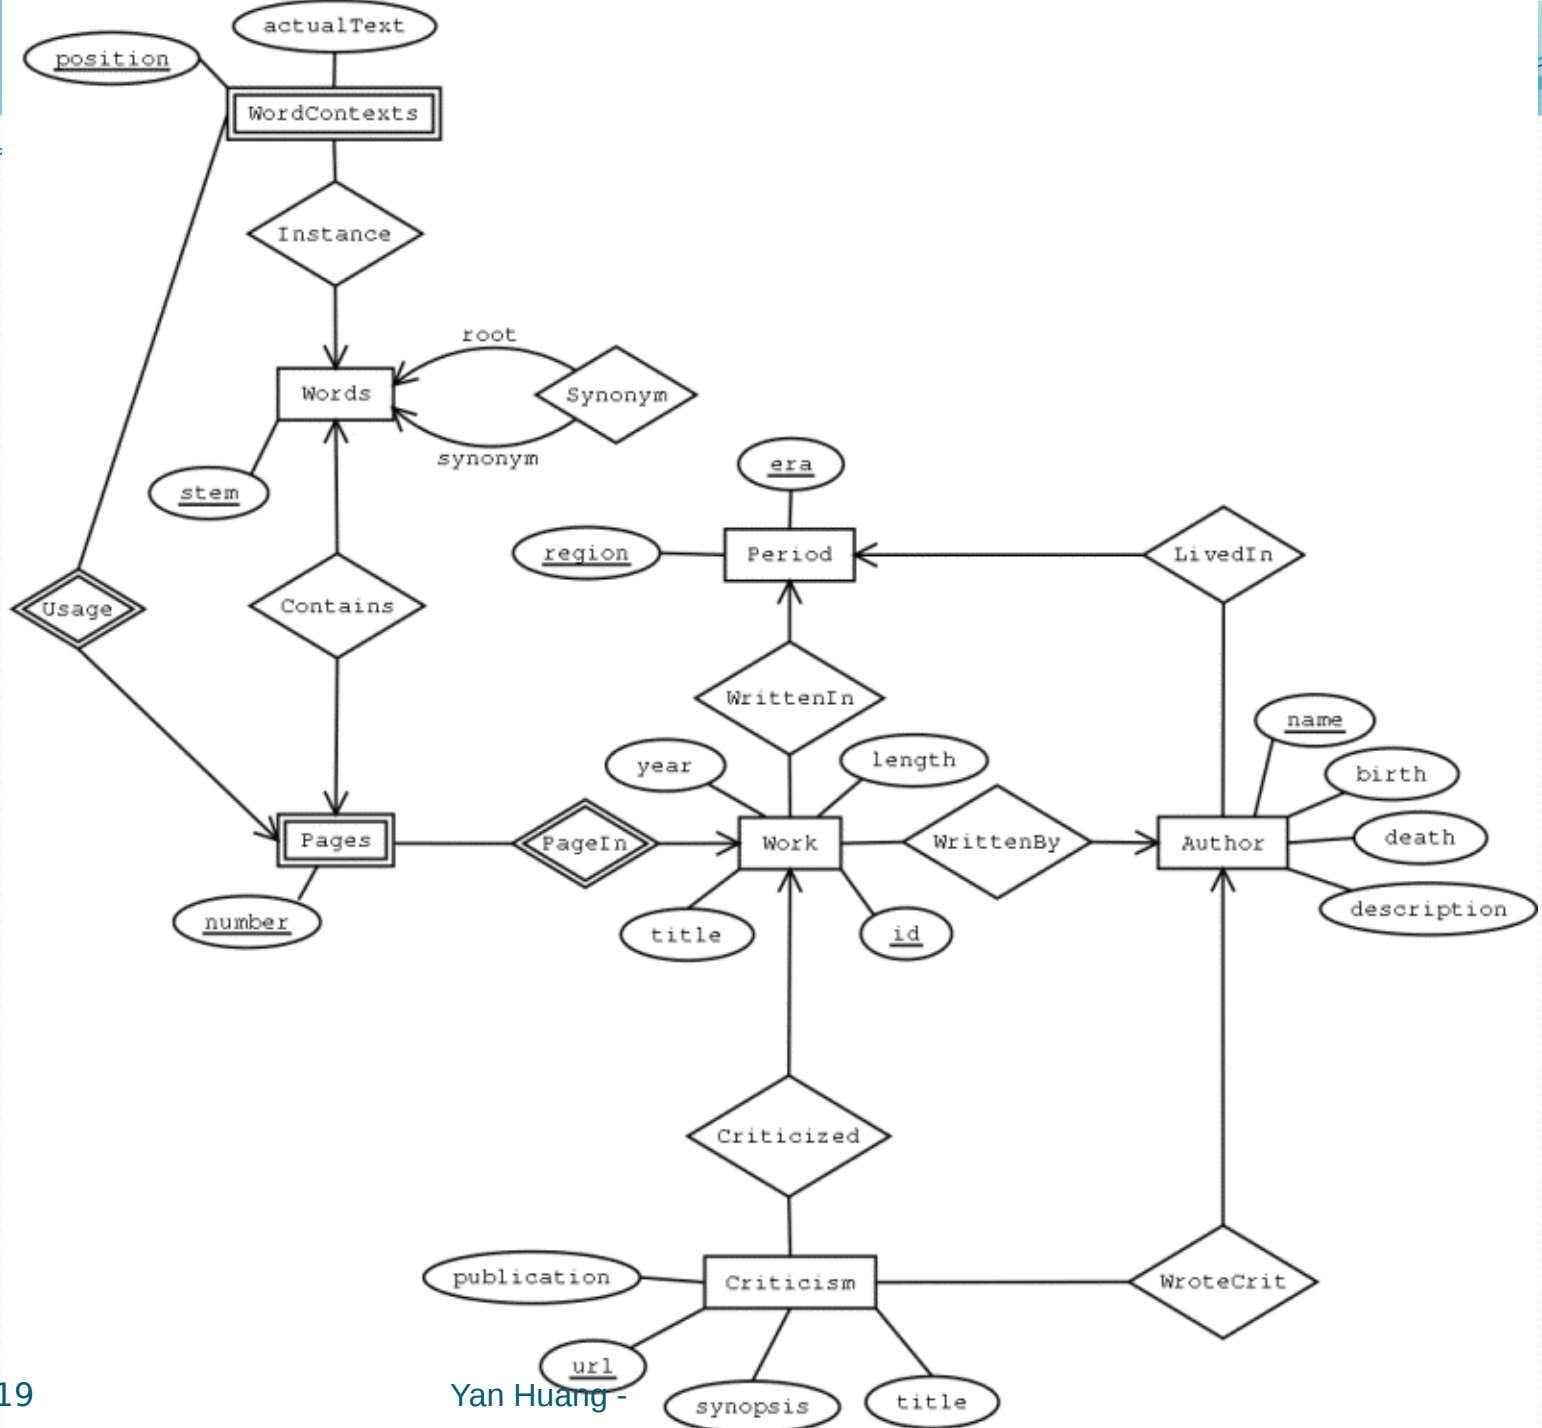 actualText
position
WordContexts
Instance
root
Words
Synonym
synonym
stem
era
region
Period
LivedIn
Usage
Contains
WrittenIn
name
year
length
birth
Pages
PageIn
Work
WrittenBy
Author
death
number
title
id
description
Criticized
publication
Criticism
WroteCrit
url
synopsis
title
19
Yan Huang -